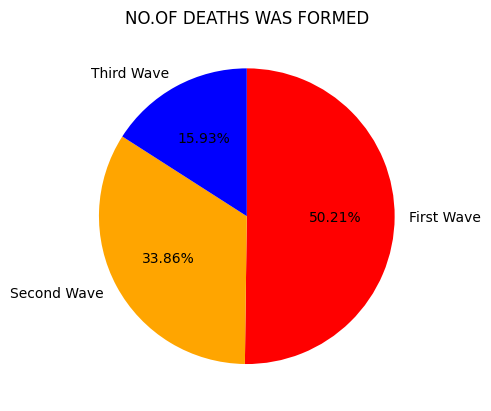 NO.OF DEATHS WAS FORMED
Third Wave
15.93%
50.21%
First Wave
33.86%
Second Wave